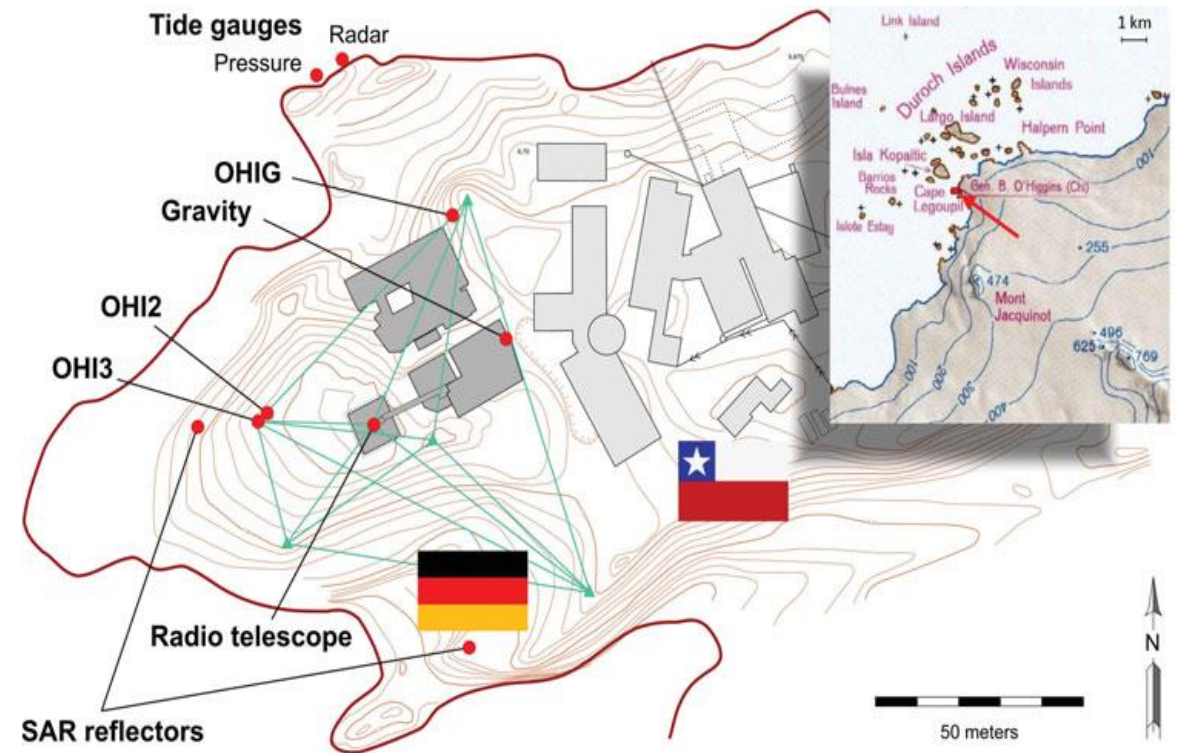 Tide gauges
Radar
Pressure
OHIG
Gravity
OHI2
OHI3
Radio telescope
SAR reflectors
50 meters
N
1 km
Link Island
Duroch Islands
Wisconsin
Islands
Bulnes
Island
Largo Island
Halpern Point
Isla Kopaitic
Barrios
Rocks
Cape
Legoupil
Gen. B. O'Higgins (Ch)
Islote Estay
100
255
474
Mont
Jacquinot
496
625
769
100
200
300
400